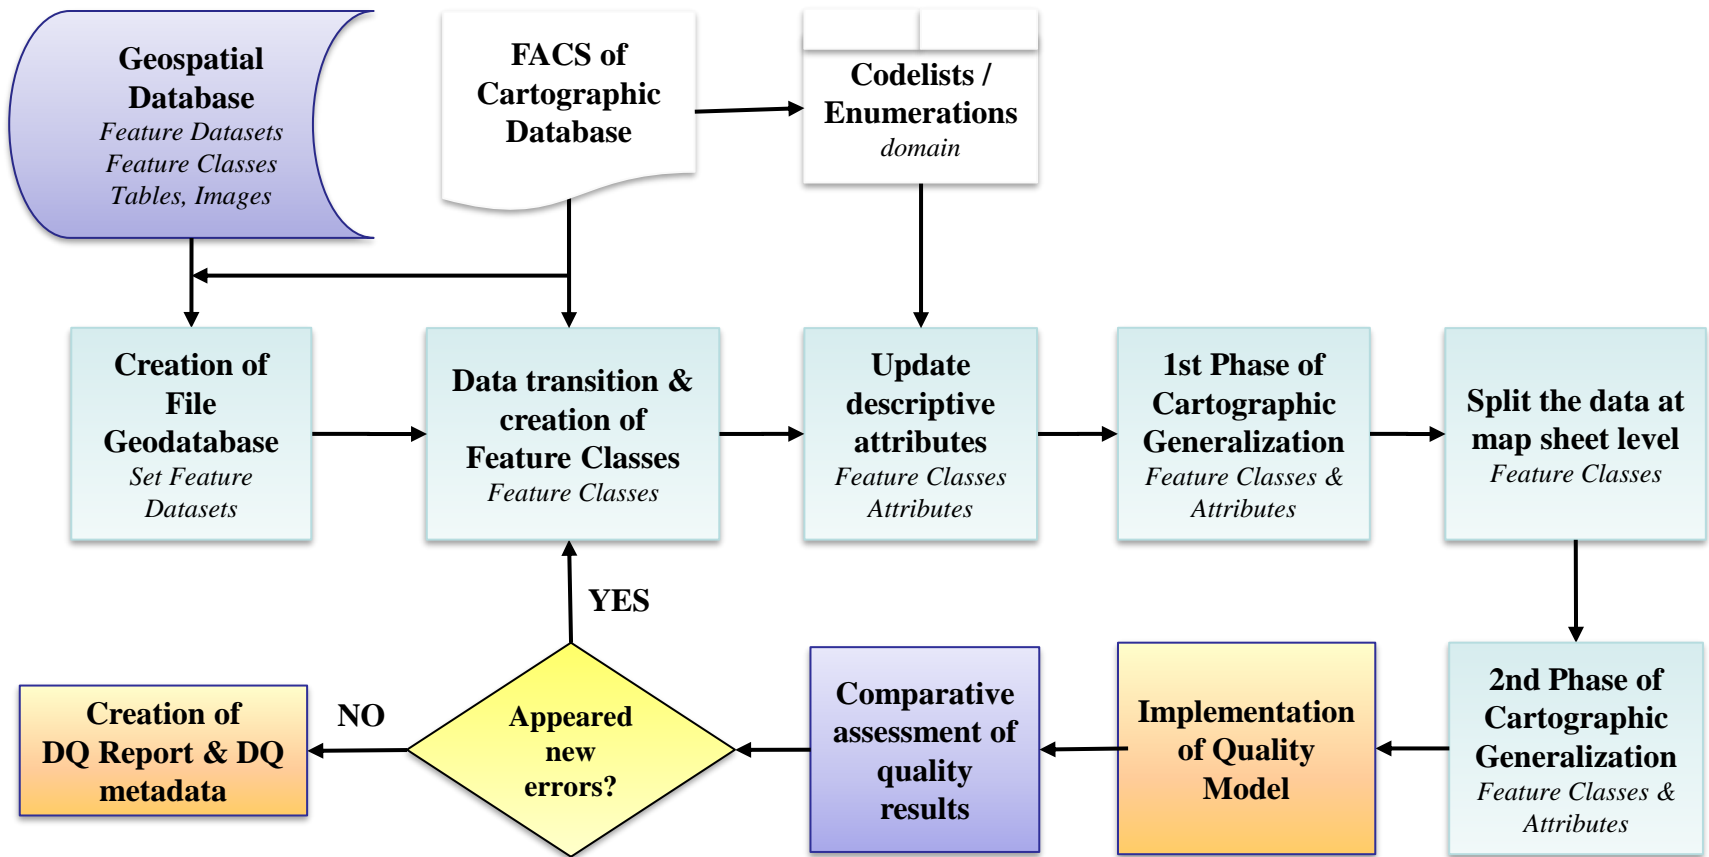 Geospatial
Database
Feature Datasets
Feature Classes
Tables, Images
FACS of
Cartographic
Database
Codelists /
Enumerations
domain
Creation of
File
Geodatabase
Set Feature
Datasets
Data transition &
creation of
Feature Classes
Feature Classes
Update
descriptive
attributes
Feature Classes
Attributes
1st Phase of
Cartographic
Generalization
Feature Classes &
Attributes
Split the data at
map sheet level
Feature Classes
2nd Phase of
Cartographic
Generalization
Feature Classes &
Attributes
Implementation
of Quality
Model
Comparative
assessment of
quality
results
Appeared
new
errors?
YES
NO
Creation of
DQ Report & DQ
metadata